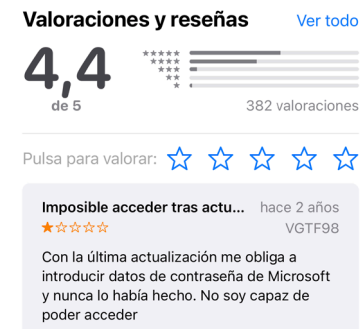 Valoraciones y reseñas Ver todo
4,4
de 5
★★★★★
★★★★
★★★
★★
★
382 valoraciones
Pulsa para valorar: ☆ ☆ ☆ ☆ ☆
Imposible acceder tras actu... hace 2 años
★☆☆☆☆ VGTF98
Con la última actualización me obliga a
introducir datos de contraseña de Microsoft
y nunca lo había hecho. No soy capaz de
poder acceder